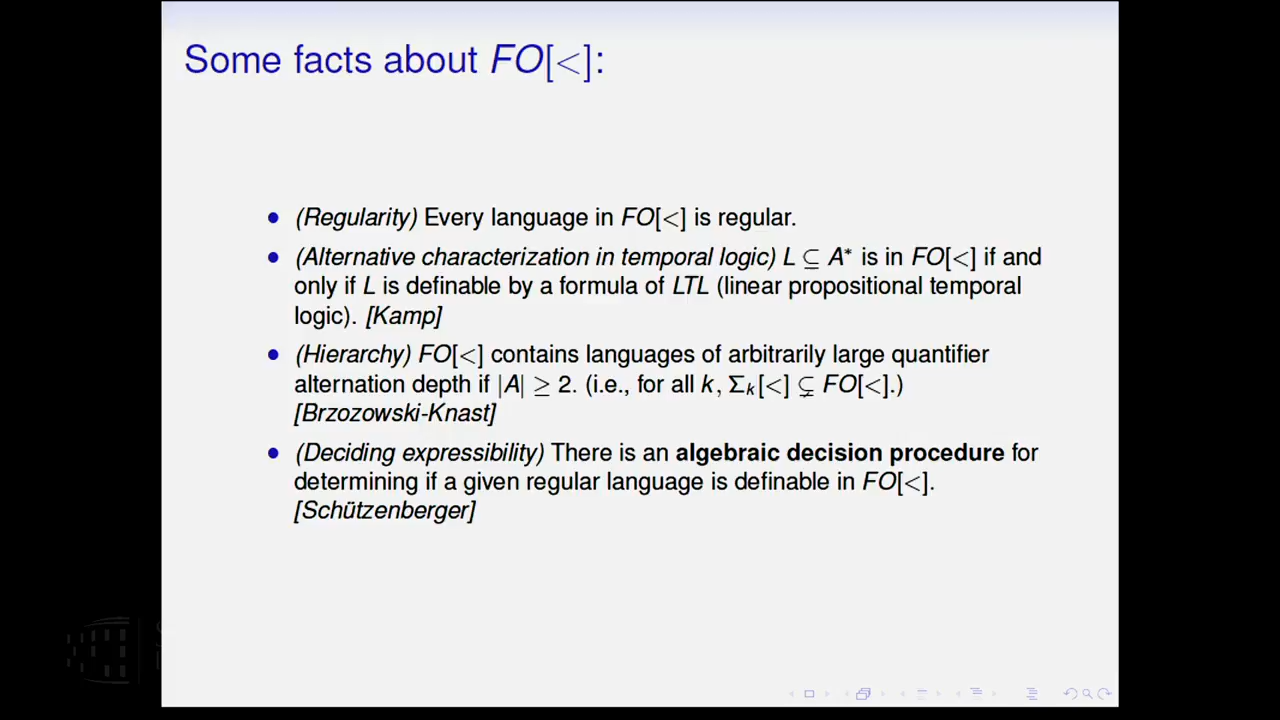 Some facts about FO[<]:
(Regularity) Every language in FO[<] is regular.
(Alternative characterization in temporal logic) L ⊆ A* is in FO[<] if and
only if L is definable by a formula of LTL (linear propositional temporal
logic). [Kamp]
(Hierarchy) FO[<] contains languages of arbitrarily large quantifier
alternation depth if |A| ≥ 2. (i.e., for all k, Σₖ[<] ⊊ FO[<].)
[Brzozowski-Knast]
(Deciding expressibility) There is an algebraic decision procedure for
determining if a given regular language is definable in FO[<].
[Schützenberger]